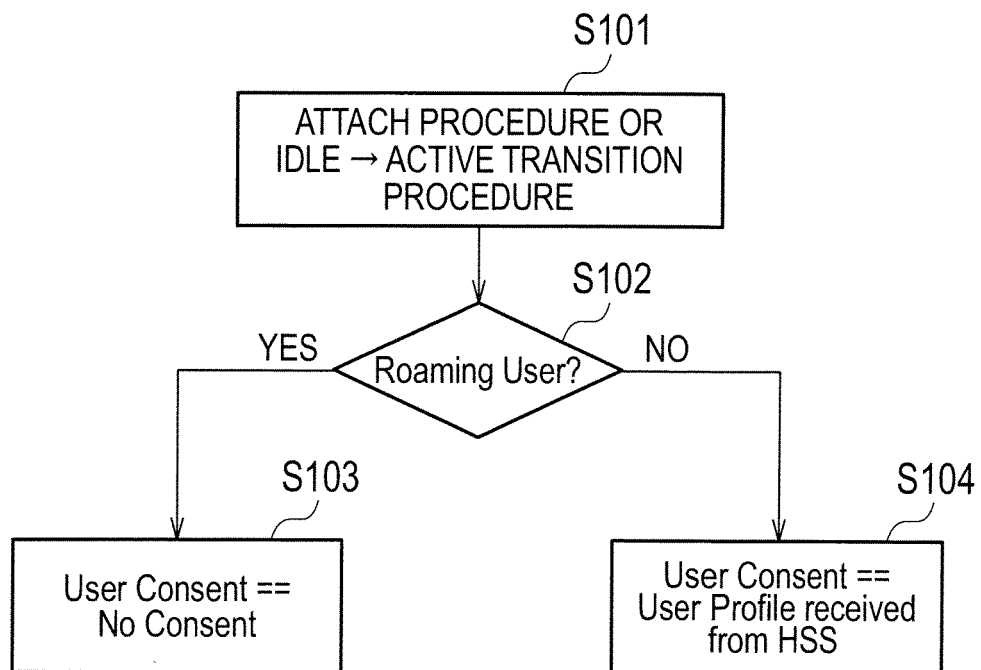 S101
ATTACH PROCEDURE OR
IDLE → ACTIVE TRANSITION
PROCEDURE
S102
YES
Roaming User?
NO
S103
User Consent ==
No Consent
S104
User Consent ==
User Profile received
from HSS